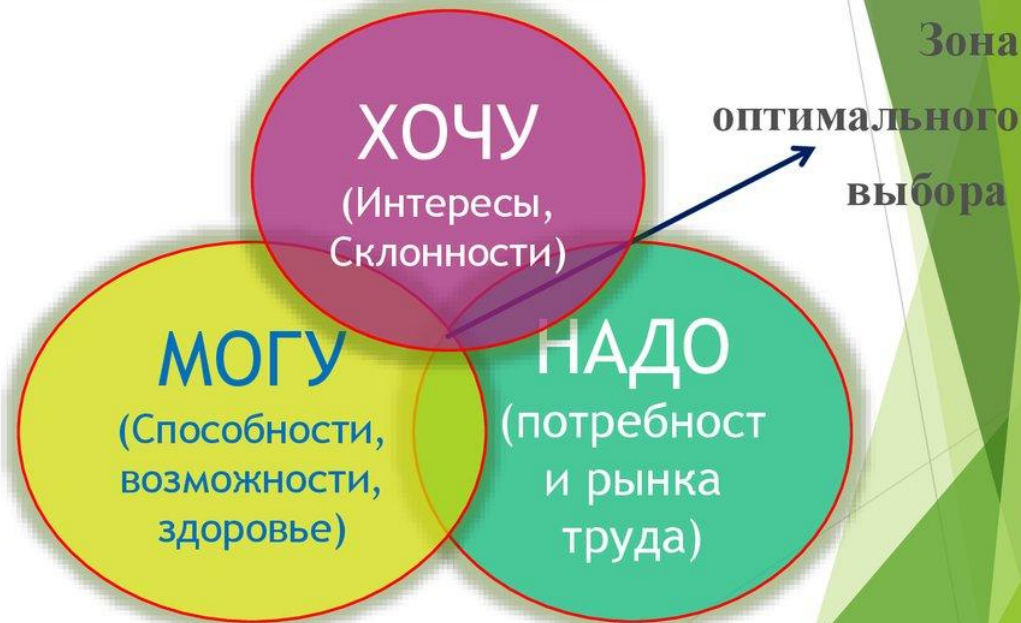 Зона
оптимального
выбора
ХОЧУ
(Интересы,
Склонности)
МОГУ
(Способности,
возможности,
здоровье)
НАДО
(потребност
и рынка
труда)